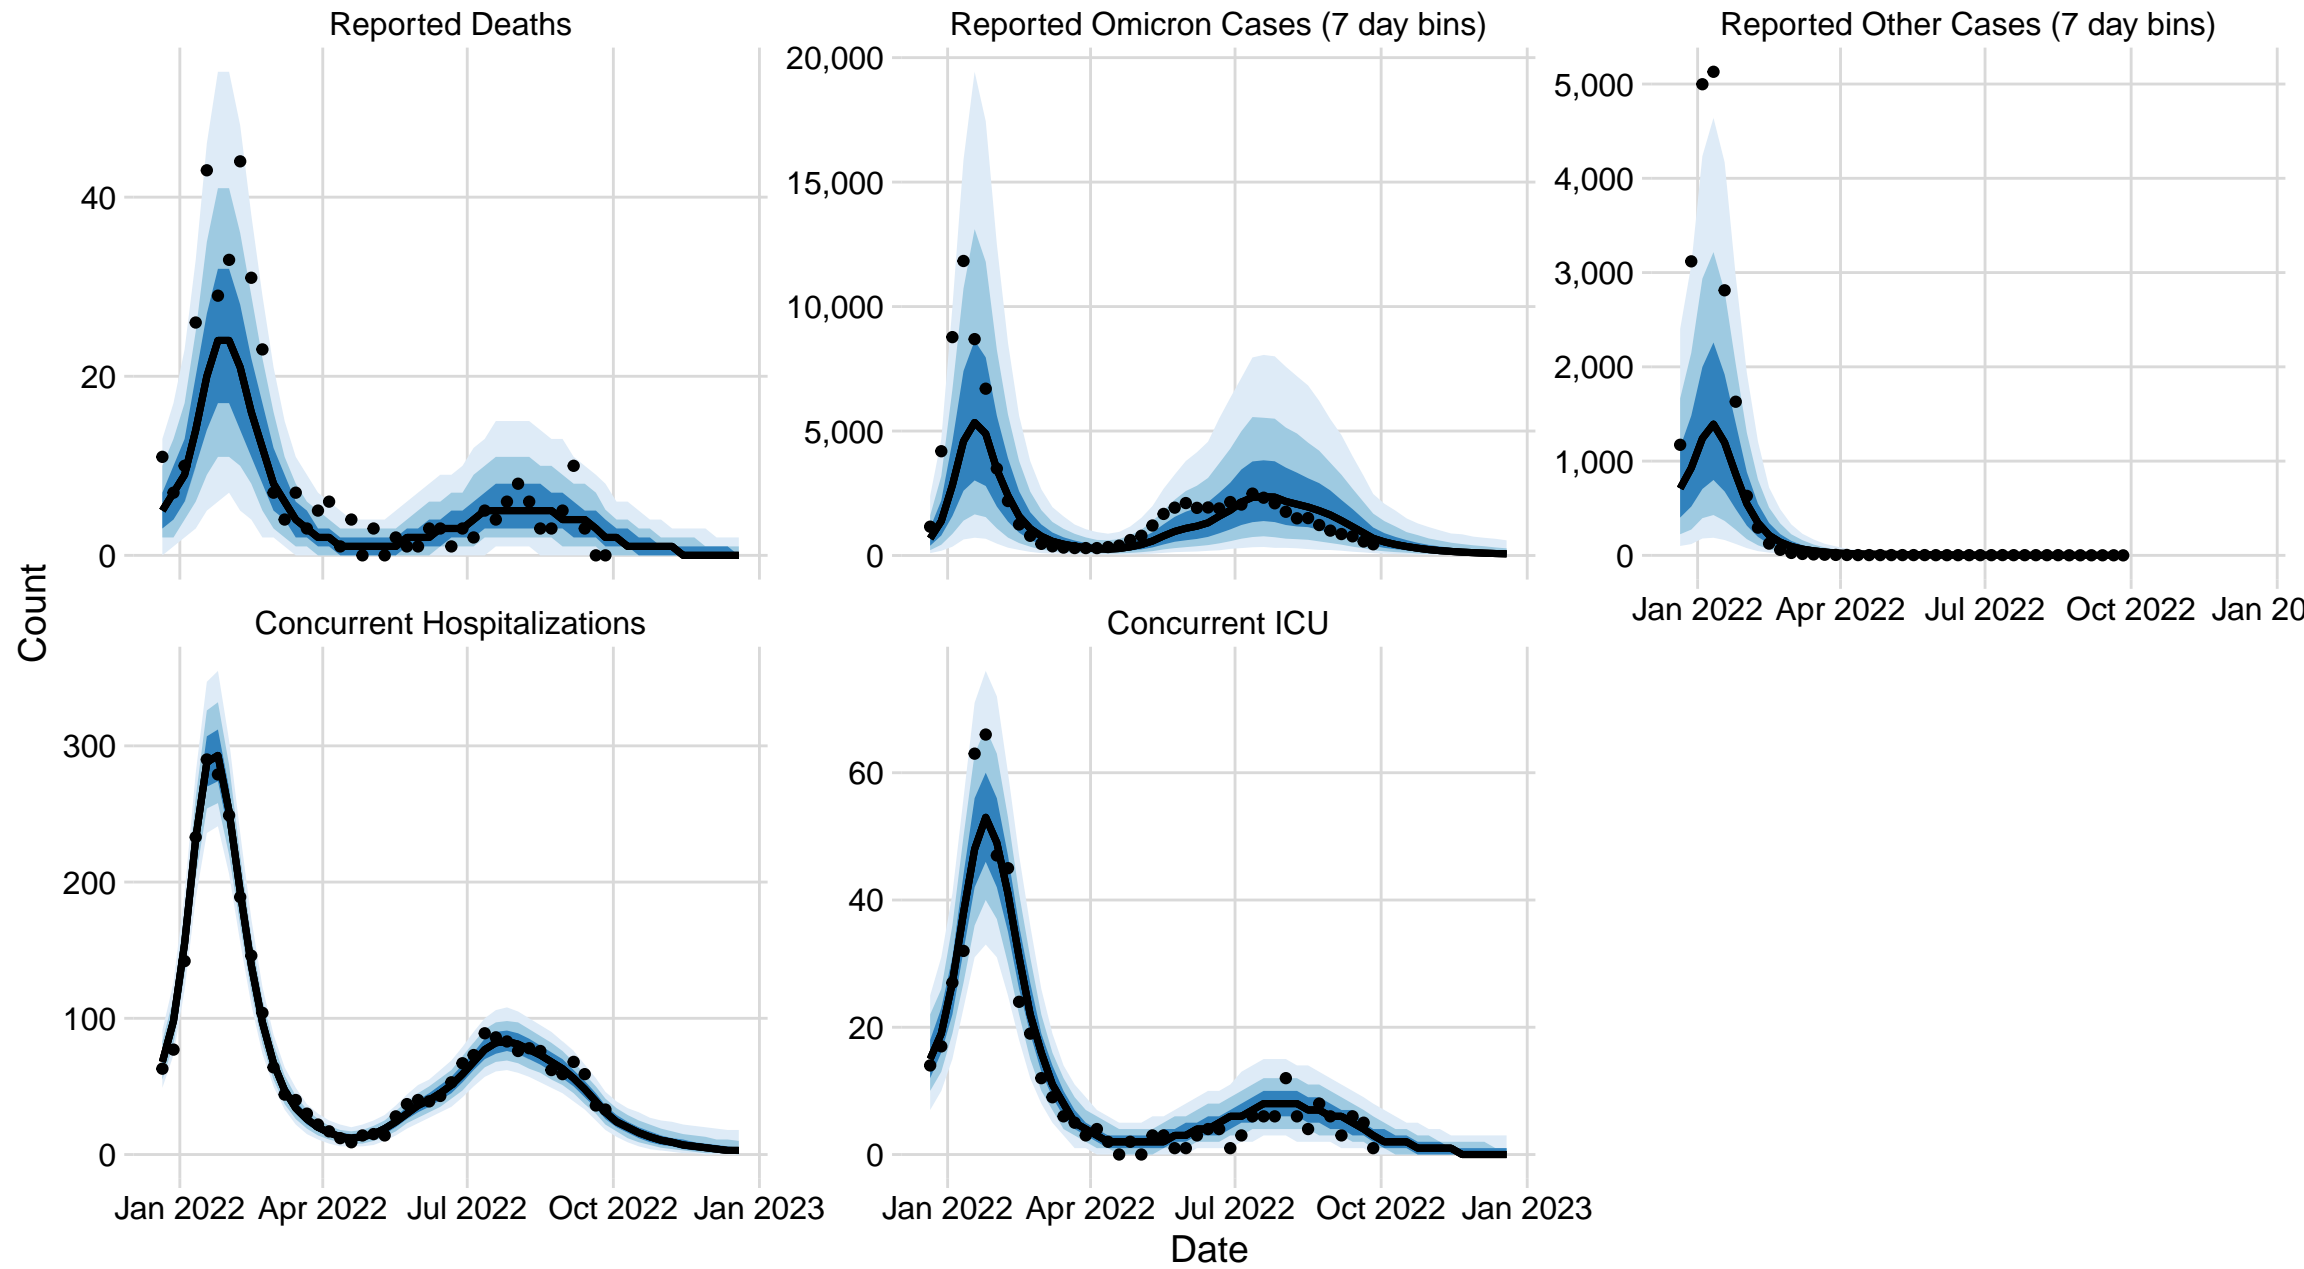 Reported Deaths
Reported Omicron Cases (7 day bins)
Reported Other Cases (7 day bins)
40
20
0
20,000
15,000
10,000
5,000
0
5,000
4,000
3,000
2,000
1,000
0
Jan 2022 Apr 2022 Jul 2022 Oct 2022 Jan 20
Count
Concurrent Hospitalizations
Concurrent ICU
300
200
100
0
60
40
20
0
Jan 2022 Apr 2022 Jul 2022 Oct 2022 Jan 2023
Jan 2022 Apr 2022 Jul 2022 Oct 2022 Jan 2023
Date